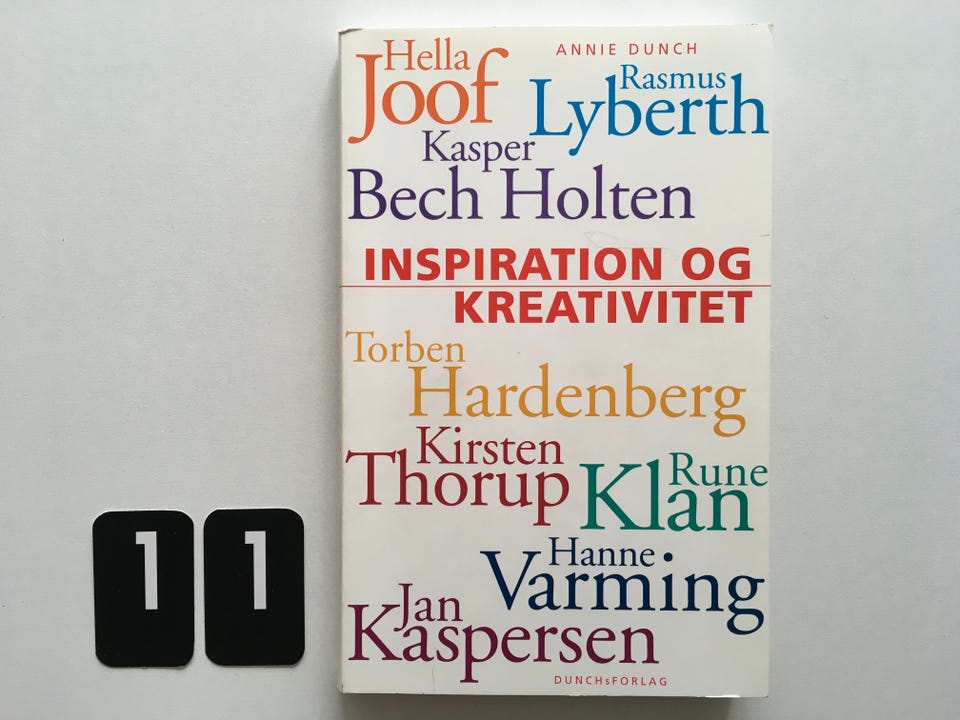 ANNIE DUNCH
Hella
Joof
Rasmus
Lyberth
Kasper
Bech Holten
INSPIRATION OG
KREATIVITET
Torben
Hardenberg
Kirsten
Thorup
Rune
Klan
Hanne
Varming
Jan
Kaspersen
DUNCHsFORLAG
1 1